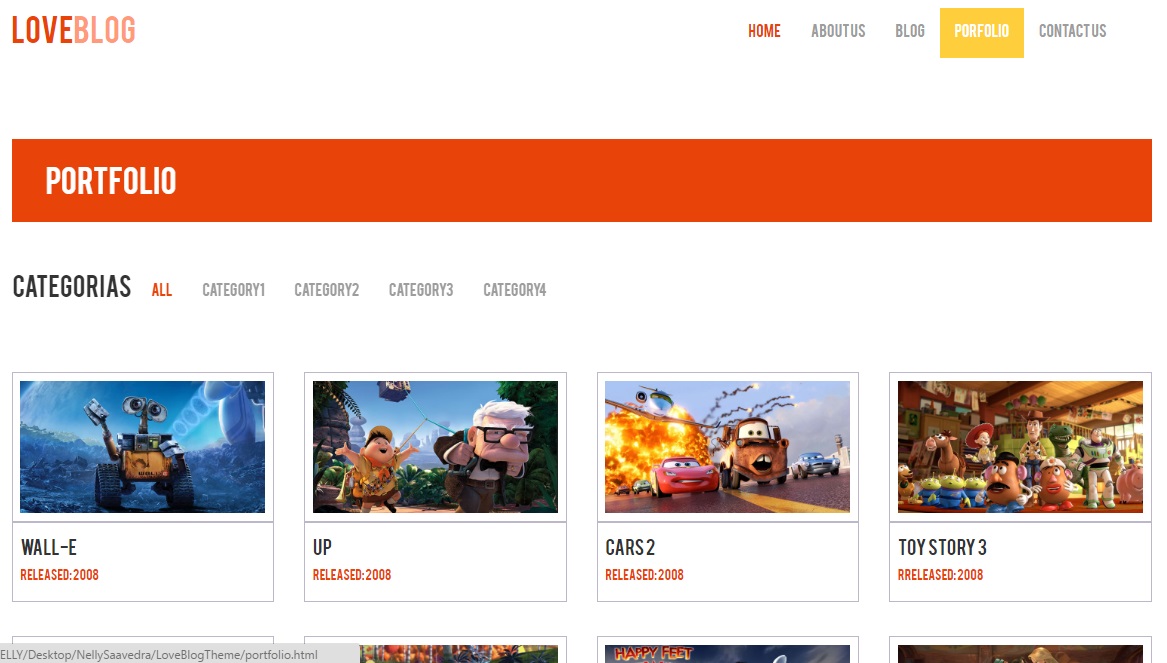 LOVEBLOG
HOME ABOUT US BLOG PORFOLIO CONTACT US
PORTFOLIO
CATEGORIAS ALL CATEGORY1 CATEGORY2 CATEGORY3 CATEGORY4
WALL-E UP CARS 2 TOY STORY 3
RELEASED:2008 RELEASED:2008 RELEASED:2008 RRELEASED:2008
HAPPY FEET
ELLY/Desktop/NellySaavedra/LoveBlogTheme/portfolio.html